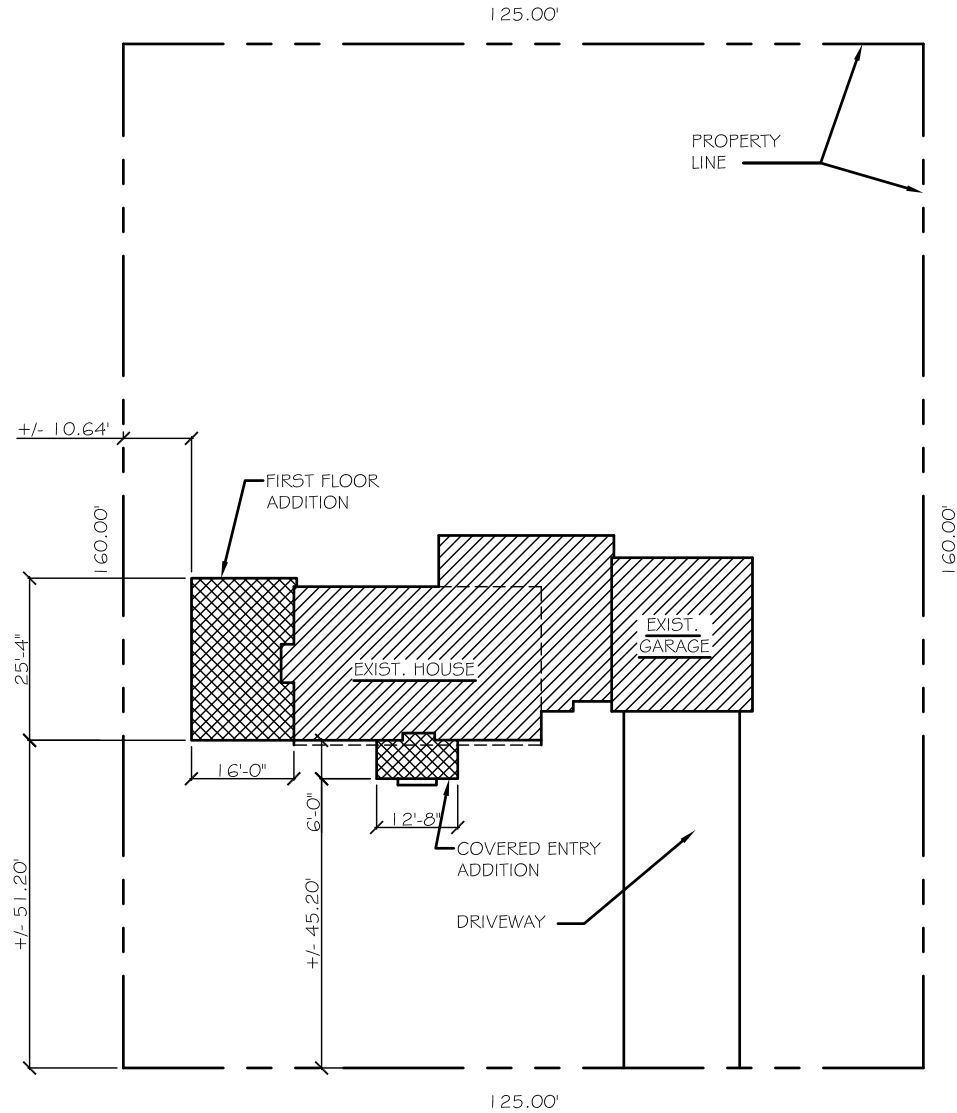 125.00'
PROPERTY
LINE
+/- 10.64'
FIRST FLOOR
ADDITION
160.00'
160.00'
25'-4"
EXIST.
GARAGE
EXIST. HOUSE
16'-0"
6'-0"
12'-8"
COVERED ENTRY
ADDITION
+/- 51.20'
+/- 45.20'
DRIVEWAY
125.00'